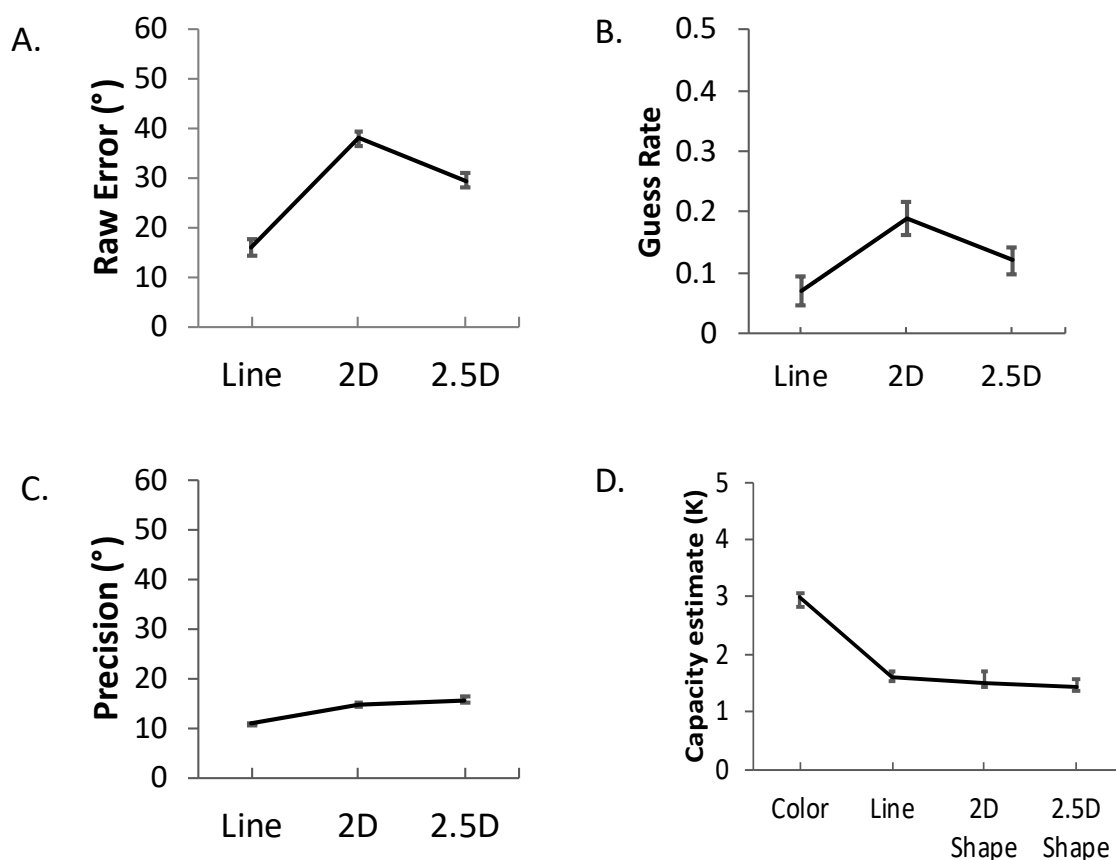 A.
Raw Error (°)
60
50
40
30
20
10
0
Line 2D 2.5D
B.
Guess Rate
0.5
0.4
0.3
0.2
0.1
0
Line 2D 2.5D
C.
Precision (°)
60
50
40
30
20
10
0
Line 2D 2.5D
D.
Capacity estimate (K)
5
4
3
2
1
0
Color Line 2D 2.5D
Shape Shape